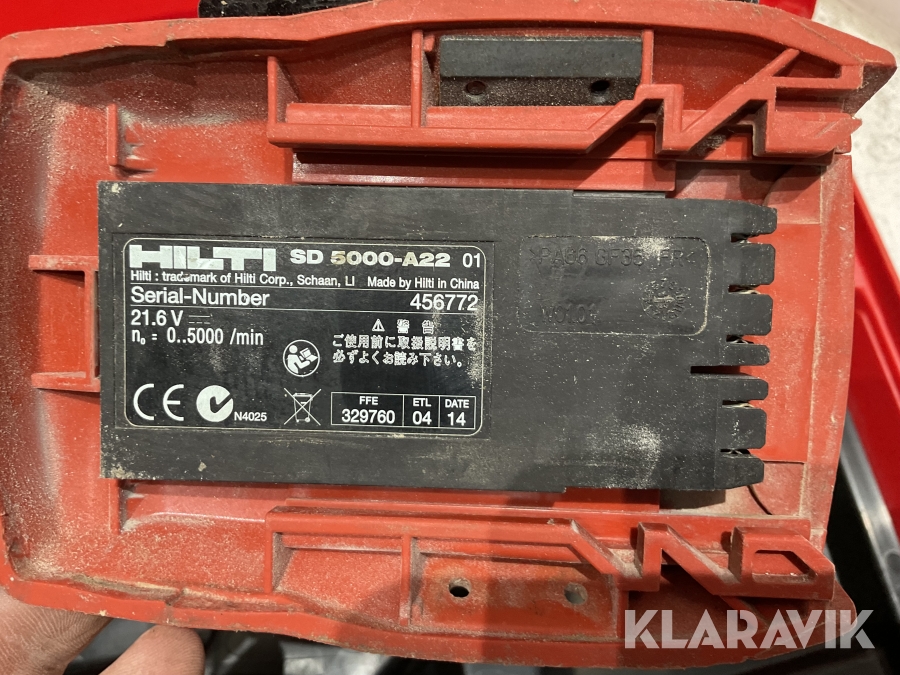 HILTI SD 5000-A22 01
Hilti : trademark of Hilti Corp., Schaan, LI Made by Hilti in China
Serial-Number 456772
21.6 V
n₀ = 0..5000 /min
⚠ 警告
ご使用前に取扱説明書を
必ずよくお読み下さい。
CE N4025
FFE ETL DATE
329760 04 14
KLARAVIK